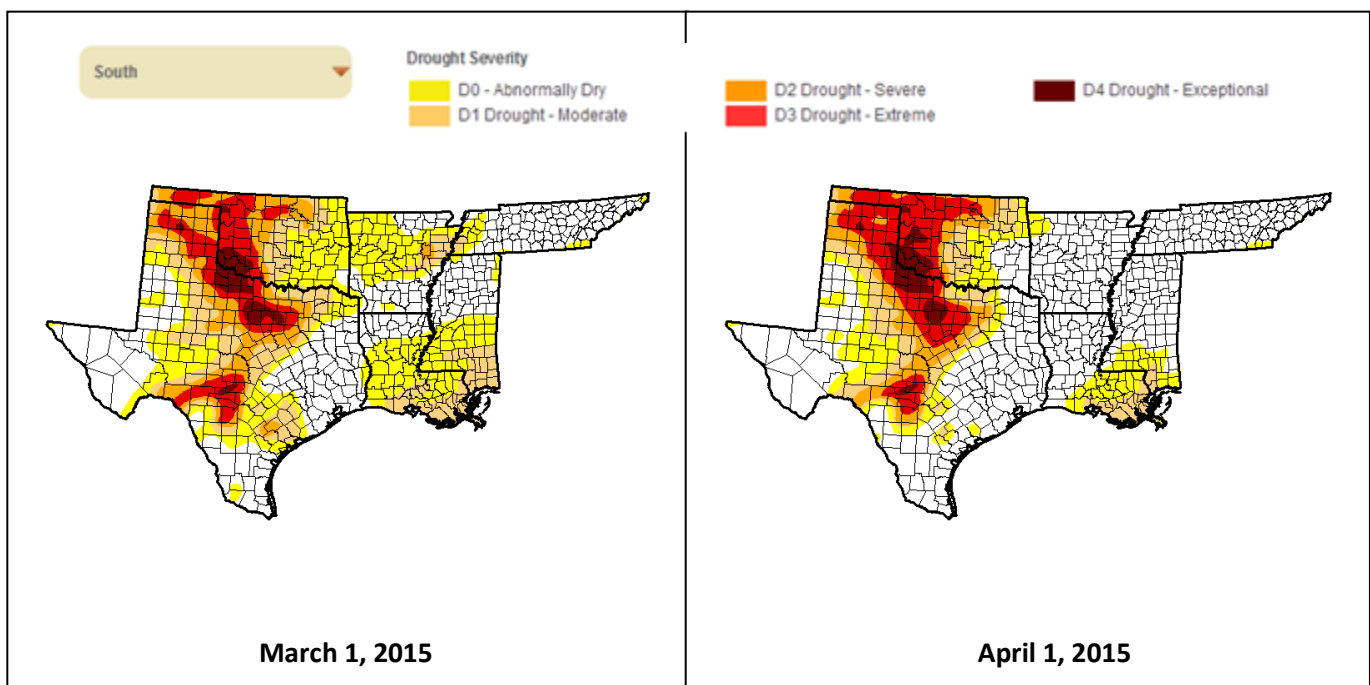 South
Drought Severity
D0 - Abnormally Dry
D1 Drought - Moderate
D2 Drought - Severe
D3 Drought - Extreme
D4 Drought - Exceptional
March 1, 2015
April 1, 2015